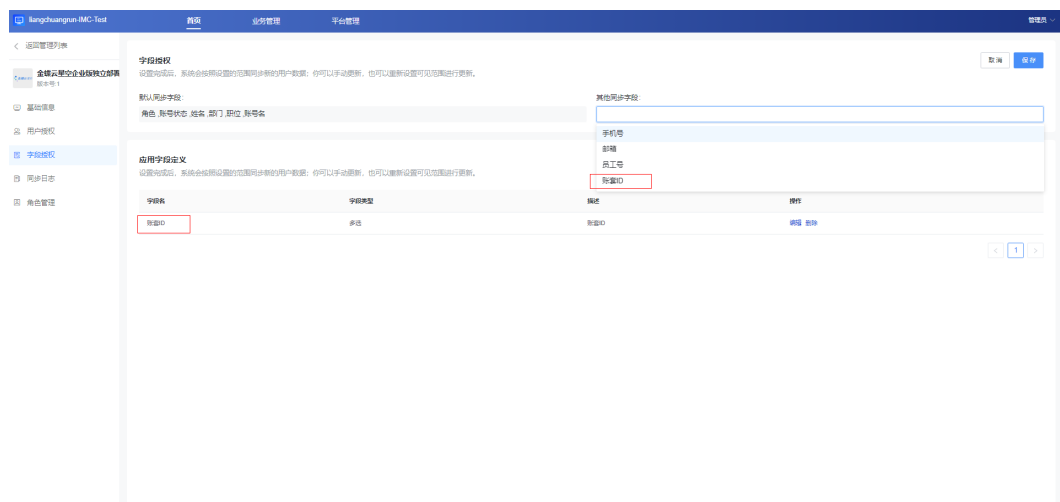 liangchuangrun-IMC-Test 首页 业务管理 平台管理 管理员
返回管理列表
金蝶云星空企业版独立部署
版本号:1
基础信息
用户授权
字段授权
同步日志
角色管理
字段授权
取消 保存
设置完成后，系统会按照设置的范围同步新的用户数据；你可以手动更新，也可以重新设置可见范围进行更新。
默认同步字段: 其他同步字段:
角色 ,账号状态 ,姓名 ,部门 ,职位 ,账号名
手机号
邮箱
员工号
账套ID
应用字段定义
设置完成后，系统会按照设置的范围同步新的用户数据；你可以手动更新，也可以重新设置可见范围进行更新。
字段名 字段类型 描述 操作
账套ID 多选 账套ID 编辑 删除
1